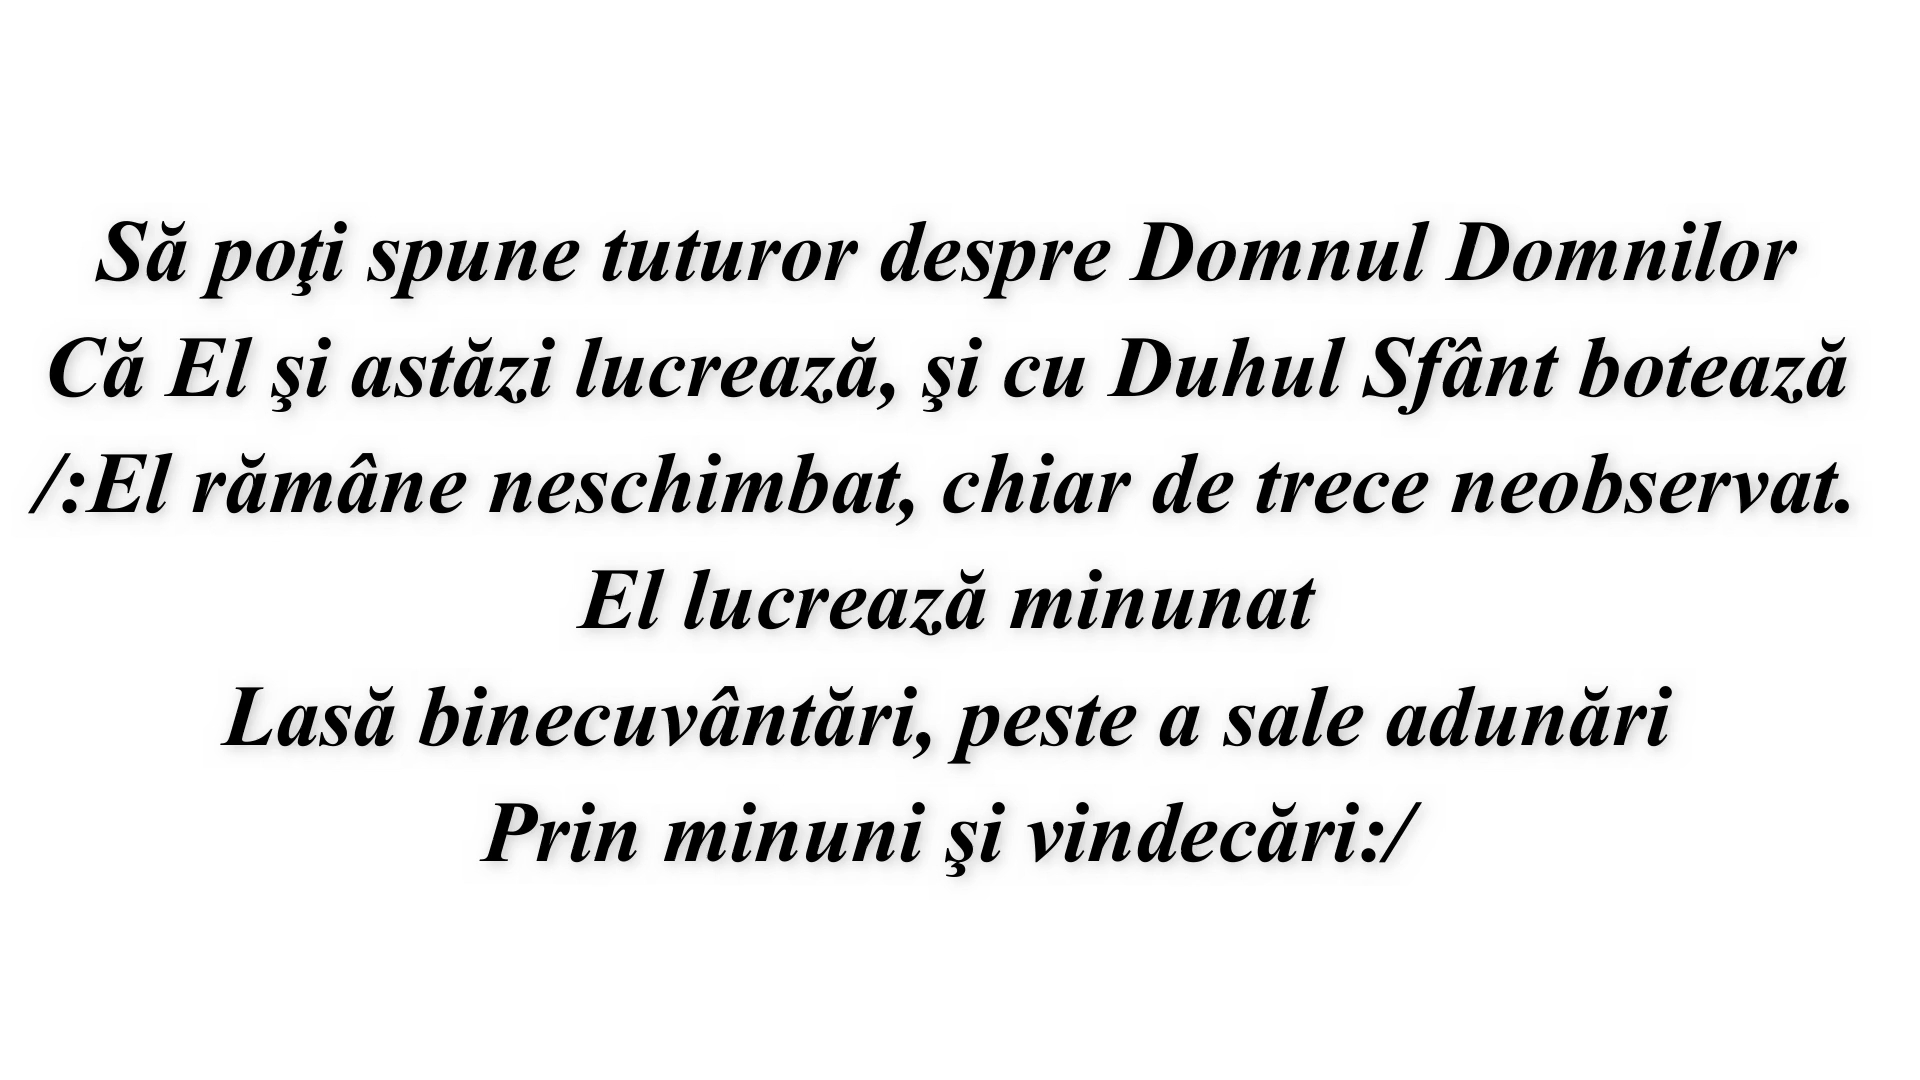 Să poţi spune tuturor despre Domnul Domnilor
Că El şi astăzi lucrează, şi cu Duhul Sfânt botează
/:El rămâne neschimbat, chiar de trece neobservat.
El lucrează minunat
Lasă binecuvântări, peste a sale adunări
Prin minuni şi vindecări:/